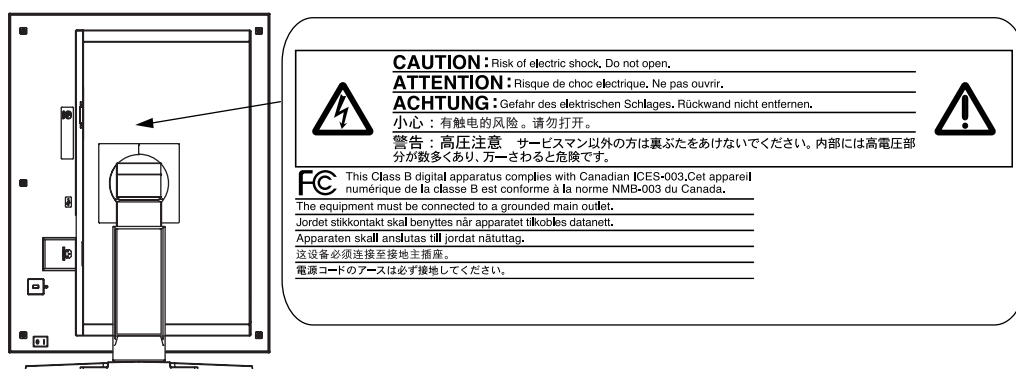 CAUTION : Risk of electric shock. Do not open.
ATTENTION : Risque de choc electrique. Ne pas ouvrir.
ACHTUNG : Gefahr des elektrischen Schlages. Rückwand nicht entfernen.
小心 : 有触电的风险。请勿打开。
警告 : 高圧注意 サービスマン以外の方は裏ぶたをあけないでください。内部には高電圧部
分が数多くあり、万一さわると危険です。
FC This Class B digital apparatus complies with Canadian ICES-003.Cet appareil
numérique de la classe B est conforme à la norme NMB-003 du Canada.
The equipment must be connected to a grounded main outlet.
Jordet stikkontakt skal benyttes når apparatet tilkobles datanett.
Apparaten skall anslutas till jordat nätuttag.
这设备必须连接至接地主插座。
電源コードのアースは必ず接地してください。